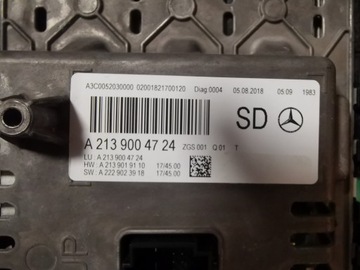 A3C0052030000 02001821700120 Diag:0004 05.08.2018 05.09 1983
SD
A 213 900 47 24 ZGS 001 Q 01 T
LU : A 213 900 47 24
HW : A 213 901 91 10 17/45 00
SW : A 222 902 39 18 17/45 00